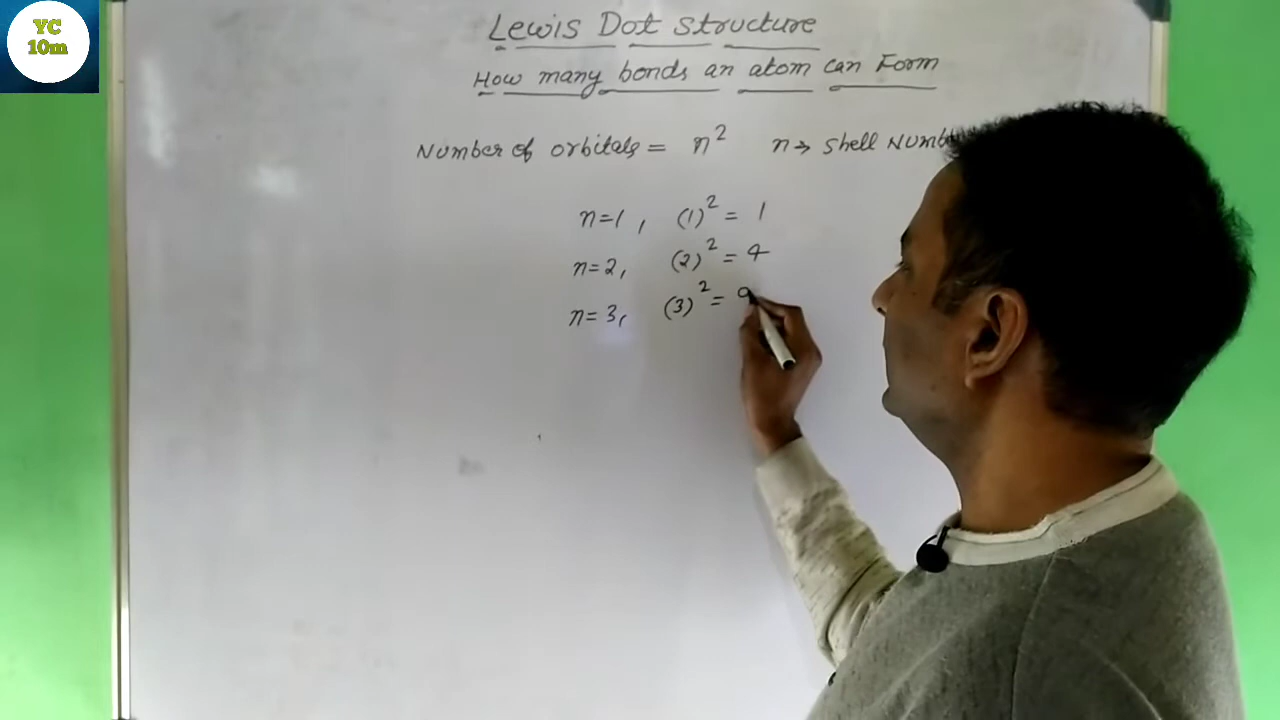 YC
10m
Lewis Dot Structure
How many bonds an atom can Form
Number of orbitals = n² n → Shell
n=1, (1)² = 1
n=2, (2)² = 4
n=3, (3)² = 9